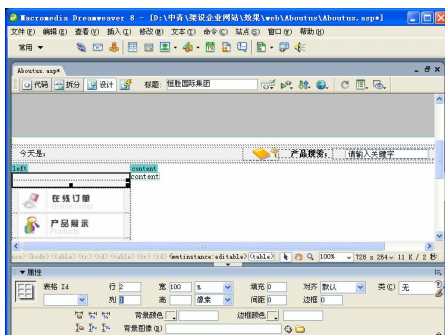 Macromedia Dreamweaver 8 - [D:\中青\架设企业网站\效果\web\Aboutus\Aboutus.asp*]
文件(F) 编辑(E) 查看(V) 插入(I) 修改(M) 文本(T) 命令(C) 站点(S) 窗口(W) 帮助(H)
常用
Aboutus.asp*
代码 拆分 设计 标题: 恒胜国际集团
今天是: 产品搜索: 请输入关键字
left content
content
在线订单
Online Order
产品展示
Products
<body> <table> <tr> <td> <table> <tr> <td> <mmtinstance:editable> <table> 100% 728 x 264 11 K / 2 秒
属性
表格 Id 行 2 宽 100 % 填充 0 对齐 默认 类(C) 无
列 1 高 像素 间距 0 边框 0
背景颜色 边框颜色
背景图像(B)